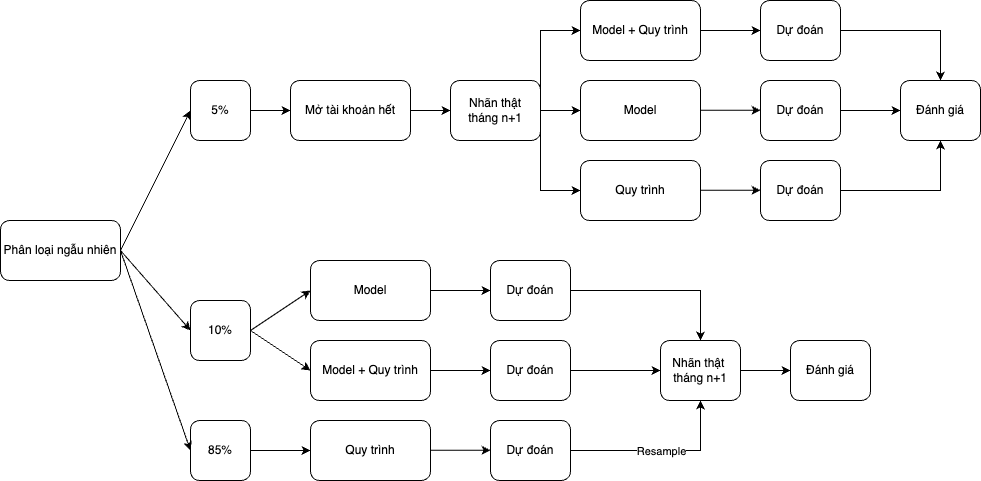 Model + Quy trình
Dự đoán
5%
Mở tài khoản hết
Nhãn thật
tháng n+1
Model
Dự đoán
Đánh giá
Quy trình
Dự đoán
Phân loại ngẫu nhiên
10%
Model
Dự đoán
Model + Quy trình
Dự đoán
Nhãn thật
tháng n+1
Đánh giá
85%
Quy trình
Dự đoán
Resample